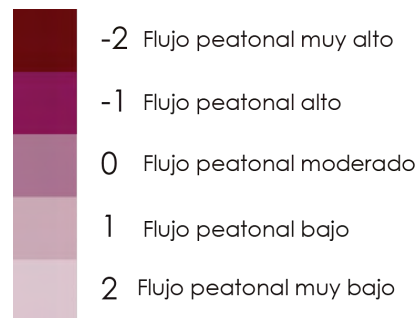 -2 Flujo peatonal muy alto
-1 Flujo peatonal alto
0 Flujo peatonal moderado
1 Flujo peatonal bajo
2 Flujo peatonal muy bajo